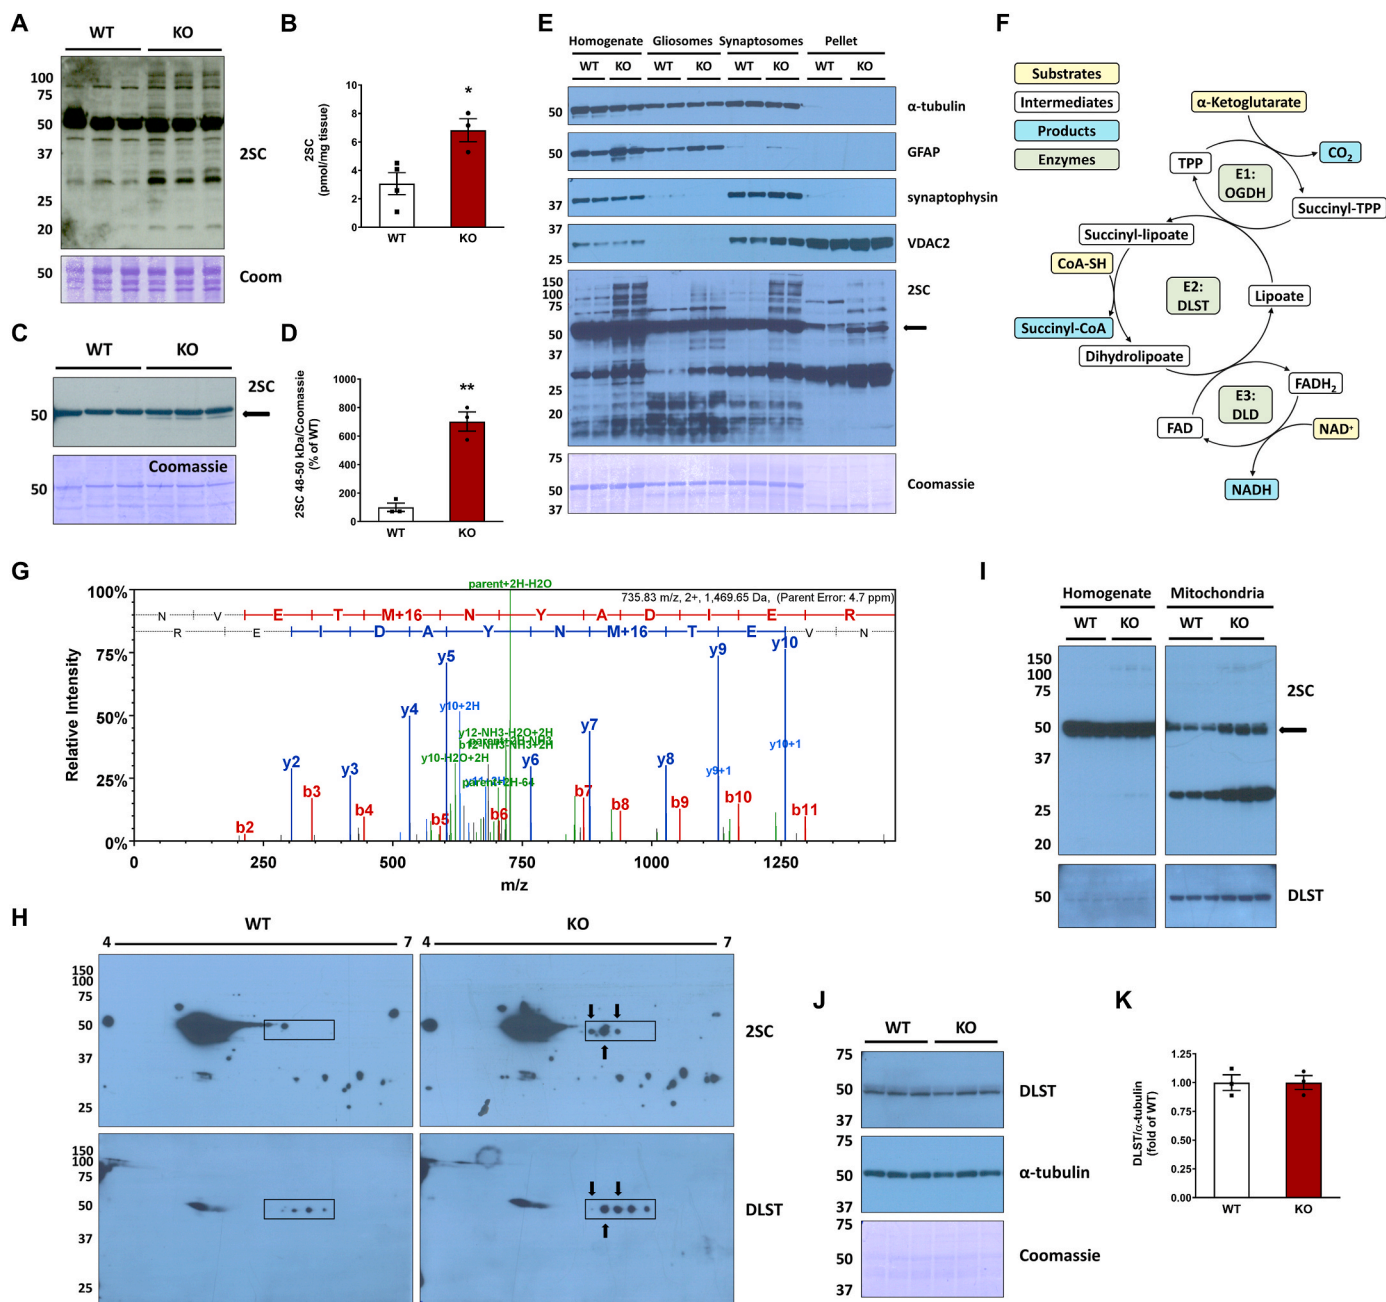 A
WT KO
100
75
50
37
25
20
2SC
50
Coom
B
2SC
(pmol/mg tissue)
10
8
6
4
2
0
*
WT KO
C
WT KO
2SC
50
Coomassie
50
D
2SC 48-50 kDa/Coomassie
(% of WT)
1000
800
600
400
200
0
**
WT KO
E
Homogenate Gliosomes Synaptosomes Pellet
WT KO WT KO WT KO WT KO
50
α-tubulin
50
GFAP
37
synaptophysin
37
25
VDAC2
150
100
75
50
37
25
20
2SC
75
50
37
Coomassie
F
Substrates
Intermediates
Products
Enzymes
α-Ketoglutarate
TPP
CO2
E1:
OGDH
Succinyl-TPP
Succinyl-lipoate
CoA-SH
E2:
DLST
Lipoate
Succinyl-CoA
Dihydrolipoate
FADH2
E3:
DLD
FAD
NAD+
NADH
G
parent+2H-H2O
735.83 m/z, 2+, 1,469.65 Da, (Parent Error: 4.7 ppm)
N V E T M+16 N Y A D I E R
R E I D A Y N M+16 T E V N
Relative Intensity
100%
75%
50%
25%
0%
y2
y3
y4
y5
y6
y7
y8
y9
y10
y10+2H
y12-NH3-H2O+2H
parent+2H-NH3
b12-NH3-NH3+2H
y10-H2O+2H
y11+2H
parent+2H-64
y10+1
y9+1
b2
b3
b4
b5
b6
b7
b8
b9
b10
b11
0 250 500 750 1000 1250
m/z
H
WT KO
4 7 4 7
150
100
75
50
37
25
2SC
150
100
75
50
37
25
DLST
I
Homogenate Mitochondria
WT KO WT KO
150
100
75
50
37
25
20
2SC
50
DLST
J
WT KO
75
50
37
DLST
75
50
37
α-tubulin
75
50
37
Coomassie
K
DLST/α-tubulin
(fold of WT)
1.25
1.00
0.75
0.50
0.25
0.00
WT KO